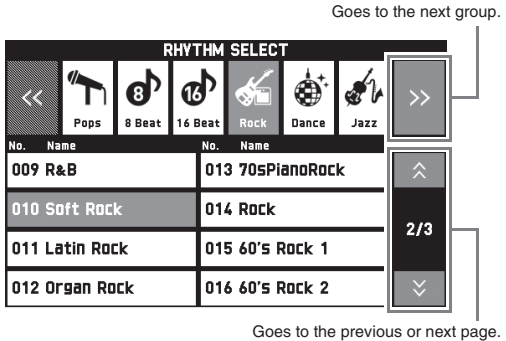 Goes to the next group.
RHYTHM SELECT
<< Pops 8 Beat 16 Beat Rock Dance Jazz >>
8 16
No. Name No. Name
009 R&B 013 70sPianoRock
010 Soft Rock 014 Rock
2/3
011 Latin Rock 015 60's Rock 1
012 Organ Rock 016 60's Rock 2
Goes to the previous or next page.